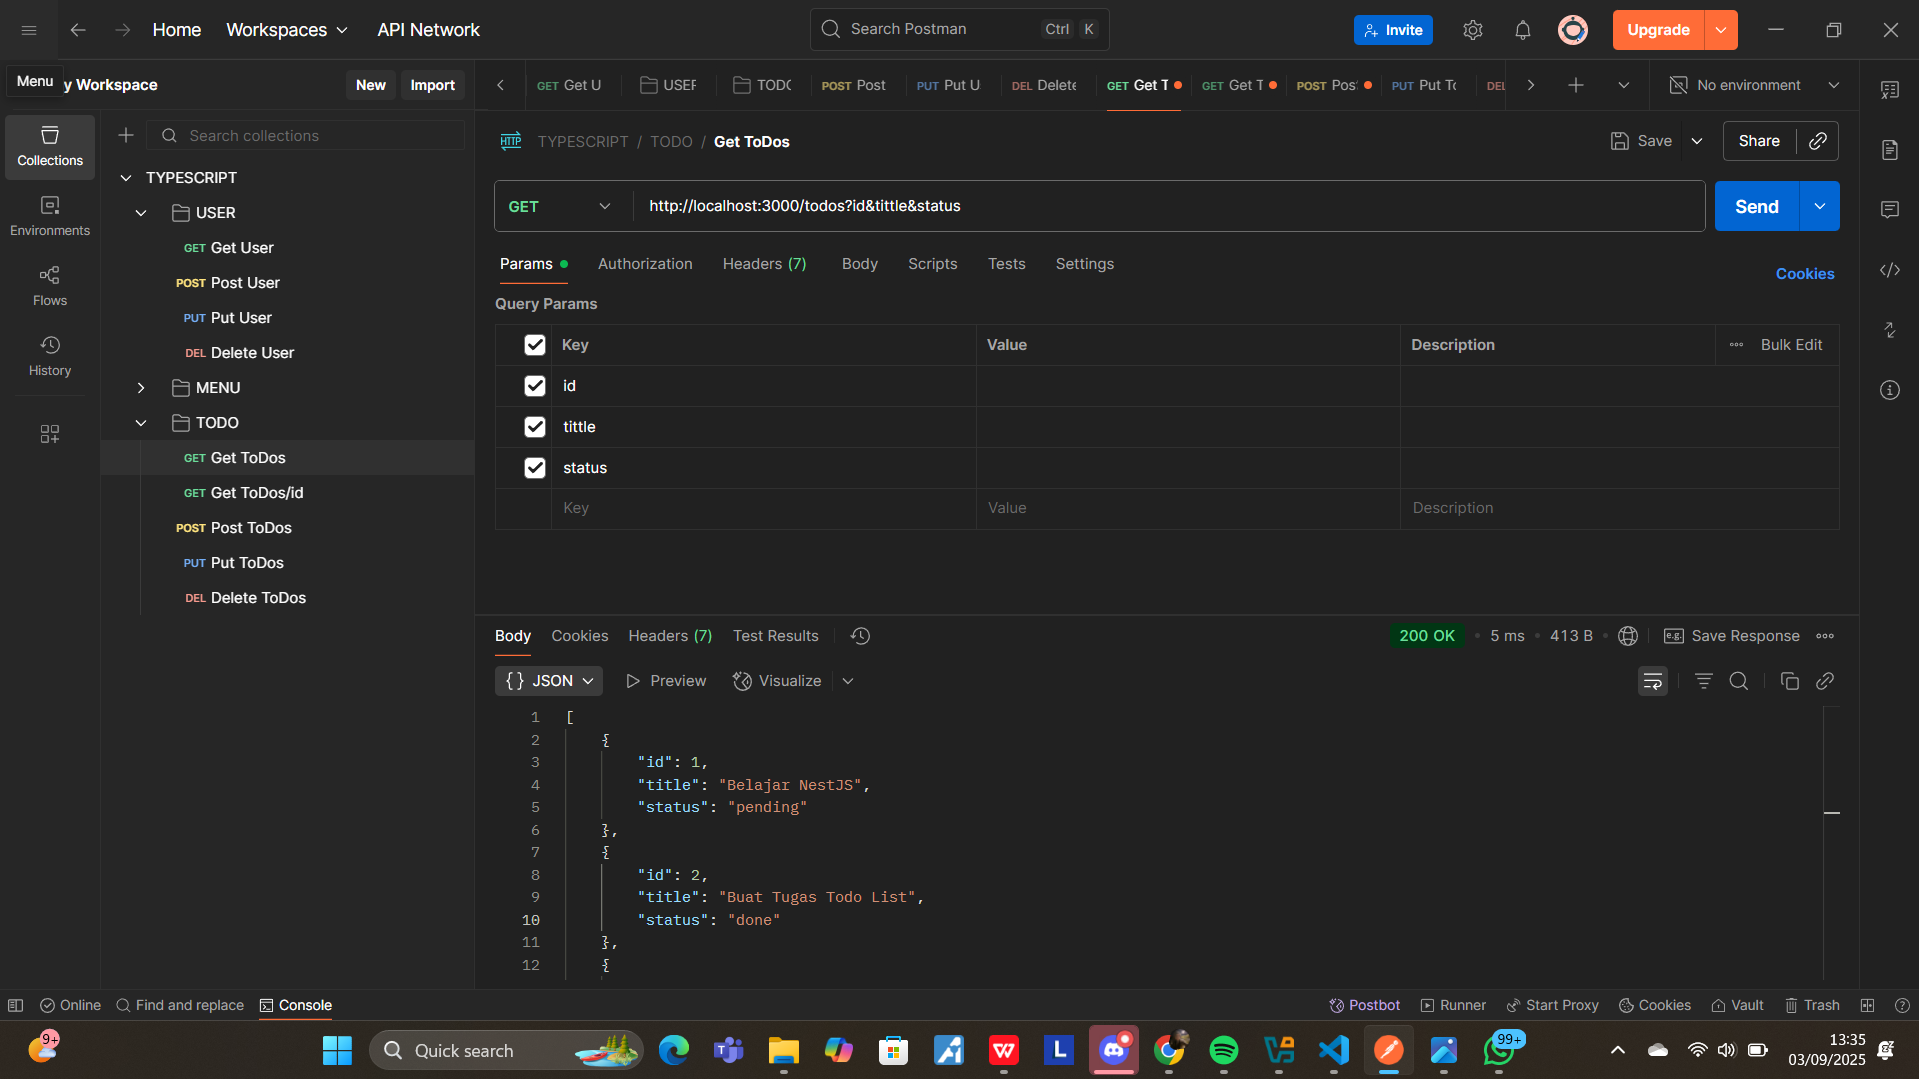 Home
Workspaces
API Network
Search Postman
Ctrl K
Invite
Upgrade
Menu
y Workspace
New
Import
GET Get U
USER
TODO
POST Post
PUT Put U
DEL Delete
GET Get T
GET Get T
POST Pos
PUT Put To
DEL
No environment
Collections
Environments
Flows
History
Search collections
TYPESCRIPT
USER
GET Get User
POST Post User
PUT Put User
DEL Delete User
MENU
TODO
GET Get ToDos
GET Get ToDos/id
POST Post ToDos
PUT Put ToDos
DEL Delete ToDos
HTTP TYPESCRIPT / TODO / Get ToDos
Save
Share
GET http://localhost:3000/todos?id&tittle&status
Send
Params Authorization Headers (7) Body Scripts Tests Settings
Cookies
Query Params
Key Value Description Bulk Edit
id
tittle
status
Key Value Description
Body Cookies Headers (7) Test Results
200 OK • 5 ms • 413 B • e.g. Save Response
{} JSON Preview Visualize
1 [
2 {
3 "id": 1,
4 "title": "Belajar NestJS",
5 "status": "pending"
6 },
7 {
8 "id": 2,
9 "title": "Buat Tugas Todo List",
10 "status": "done"
11 },
12 {
Online Find and replace Console
Postbot Runner Start Proxy Cookies Vault Trash
9+
Quick search
99+
13:35
03/09/2025